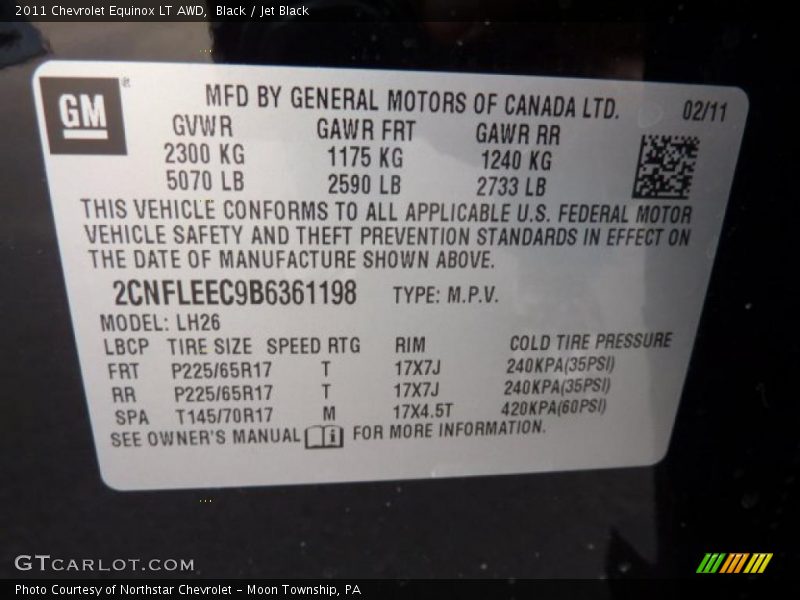 2011 Chevrolet Equinox LT AWD, Black / Jet Black
GM ® MFD BY GENERAL MOTORS OF CANADA LTD. 02/11
GVWR GAWR FRT GAWR RR
2300 KG 1175 KG 1240 KG
5070 LB 2590 LB 2733 LB
THIS VEHICLE CONFORMS TO ALL APPLICABLE U.S. FEDERAL MOTOR
VEHICLE SAFETY AND THEFT PREVENTION STANDARDS IN EFFECT ON
THE DATE OF MANUFACTURE SHOWN ABOVE.
2CNFLEEC9B6361198 TYPE: M.P.V.
MODEL: LH26
LBCP TIRE SIZE SPEED RTG RIM COLD TIRE PRESSURE
FRT P225/65R17 T 17X7J 240KPA(35PSI)
RR P225/65R17 T 17X7J 240KPA(35PSI)
SPA T145/70R17 M 17X4.5T 420KPA(60PSI)
SEE OWNER'S MANUAL i FOR MORE INFORMATION.
GTCARLOT.COM
Photo Courtesy of Northstar Chevrolet - Moon Township, PA